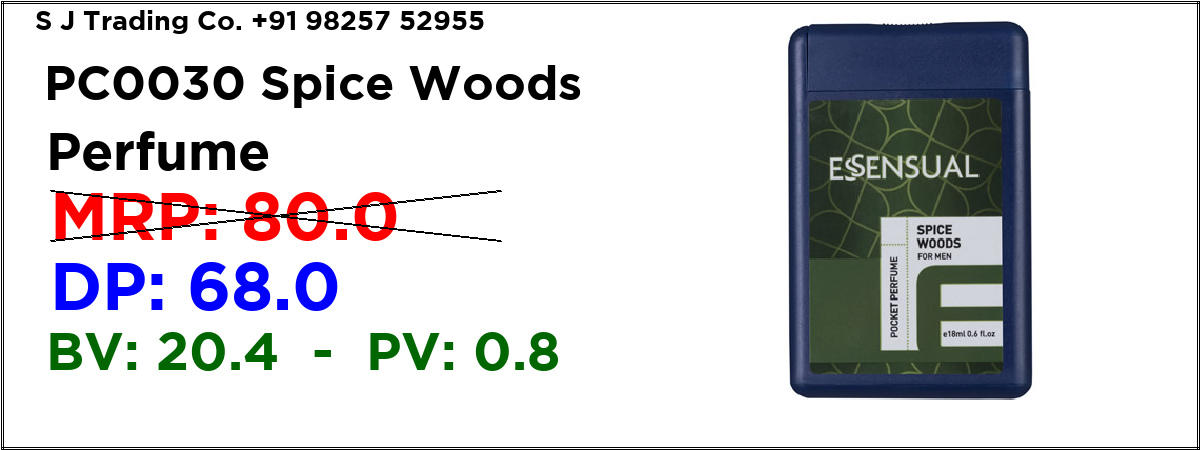 S J Trading Co. +91 98257 52955
PC0030 Spice Woods
Perfume
MRP: 80.0
DP: 68.0
BV: 20.4 - PV: 0.8
ESSENSUAL
SPICE
WOODS
FOR MEN
POCKET PERFUME
e18ml 0.6 fl.oz